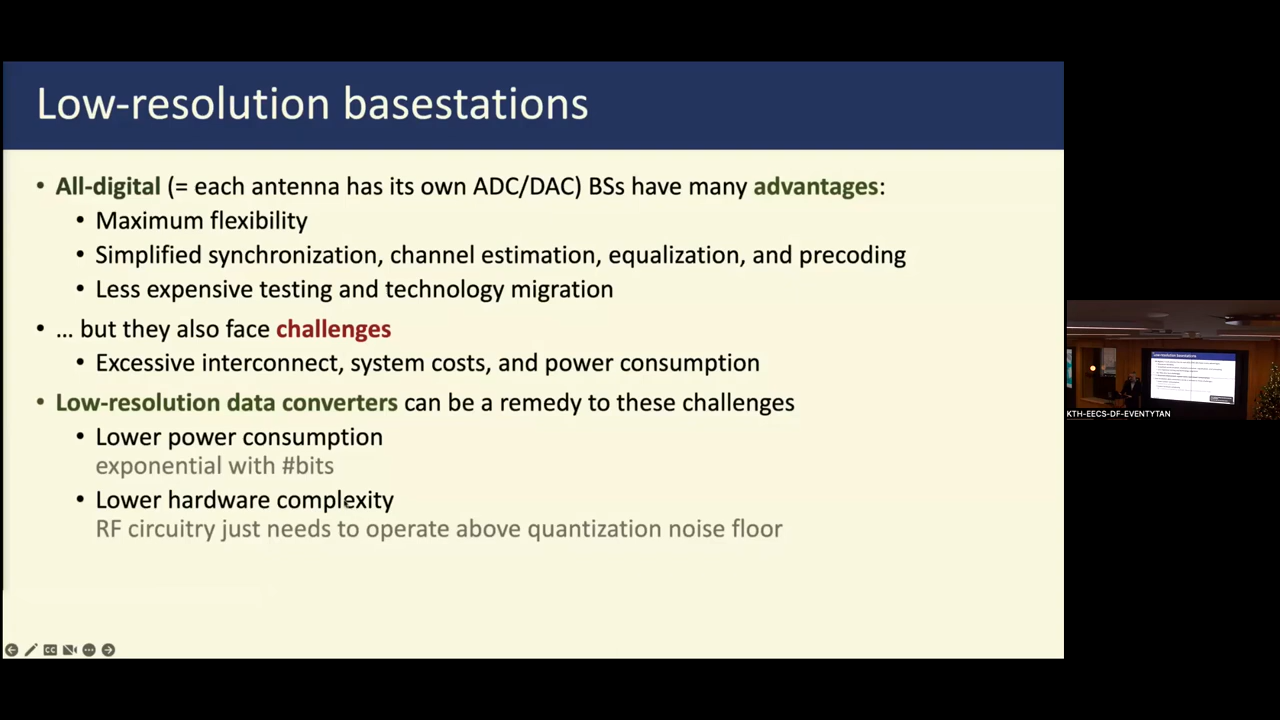 Low-resolution basestations
• All-digital (= each antenna has its own ADC/DAC) BSs have many advantages:
• Maximum flexibility
• Simplified synchronization, channel estimation, equalization, and precoding
• Less expensive testing and technology migration
• … but they also face challenges
• Excessive interconnect, system costs, and power consumption
• Low-resolution data converters can be a remedy to these challenges
• Lower power consumption
exponential with #bits
• Lower hardware complexity
RF circuitry just needs to operate above quantization noise floor
CC
Low-resolution basestations
KTH-EECS-DF-EVENTYTAN